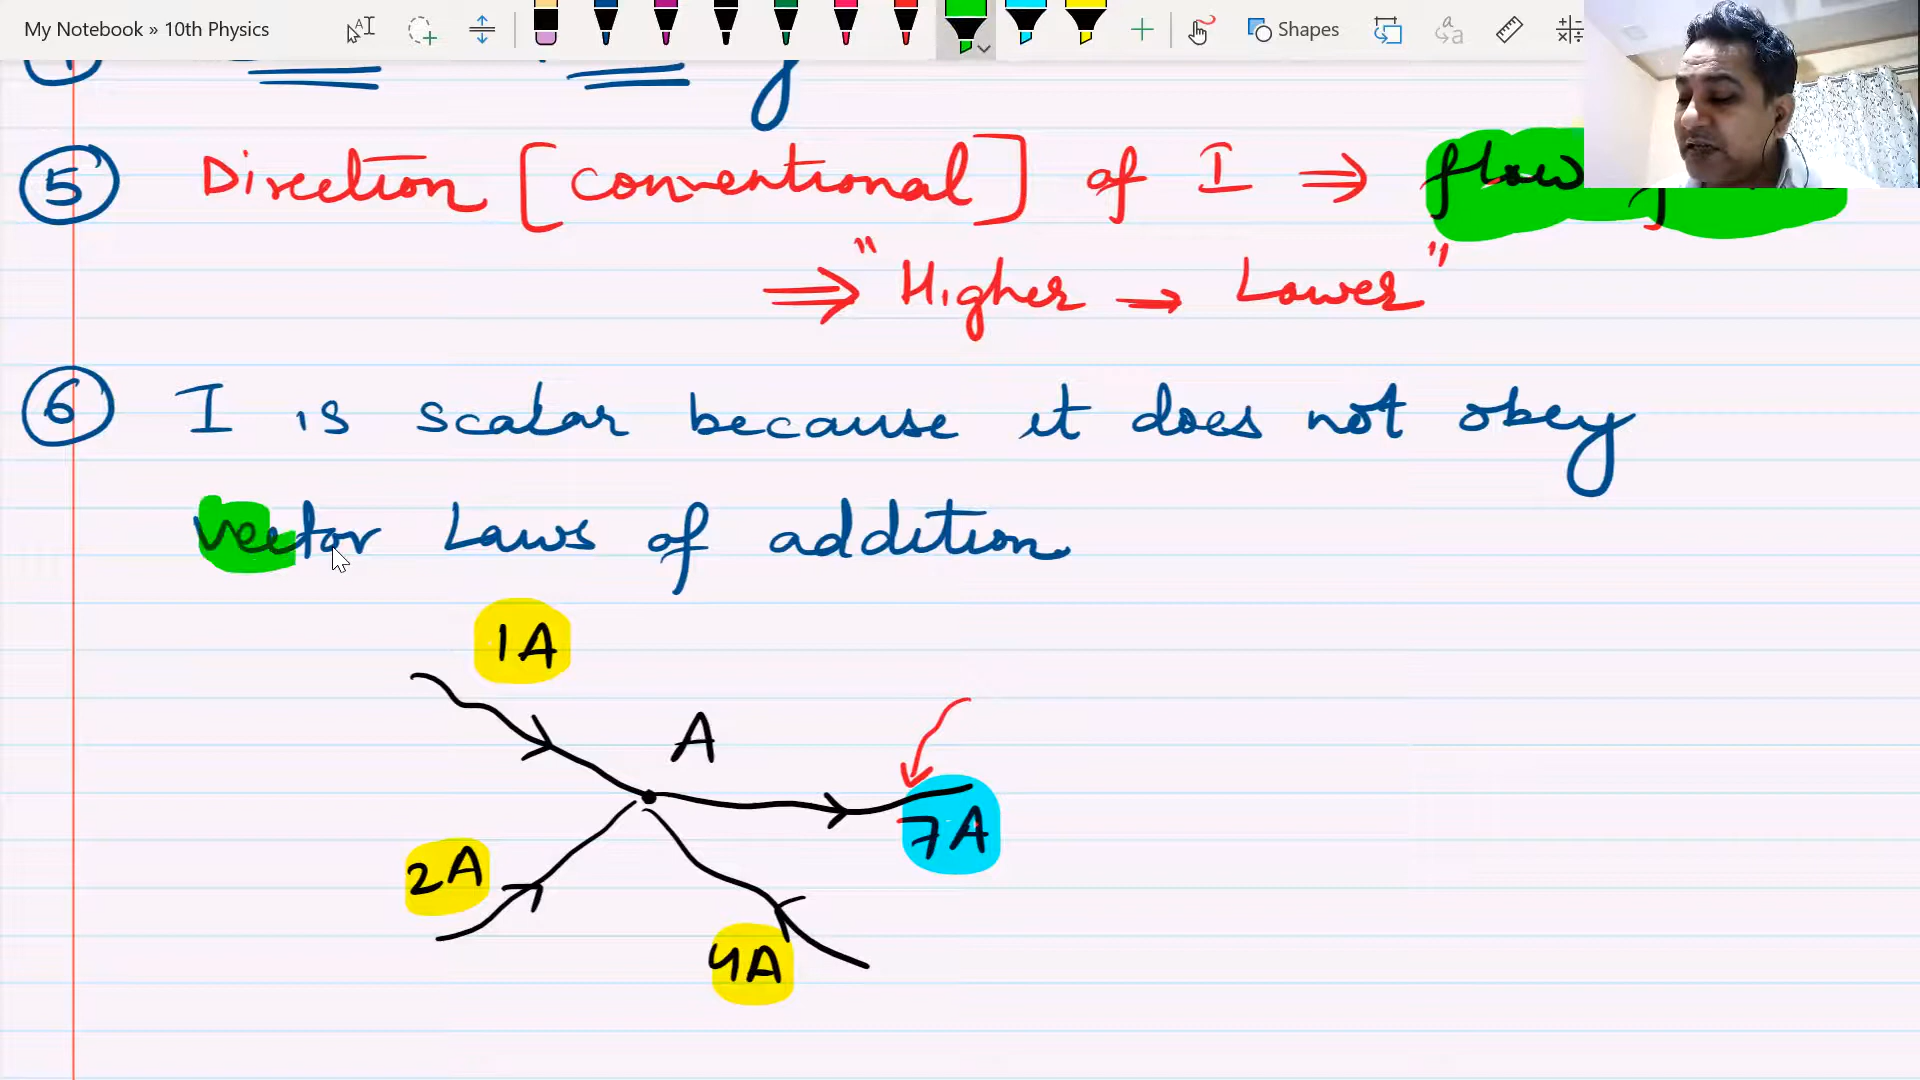 My Notebook » 10th Physics
Shapes
5 Direction [conventional] of I ⇒ flow
⇒ "Higher → Lower"
6 I is scalar because it does not obey
vector Laws of addition
1A
A
7A
2A
4A